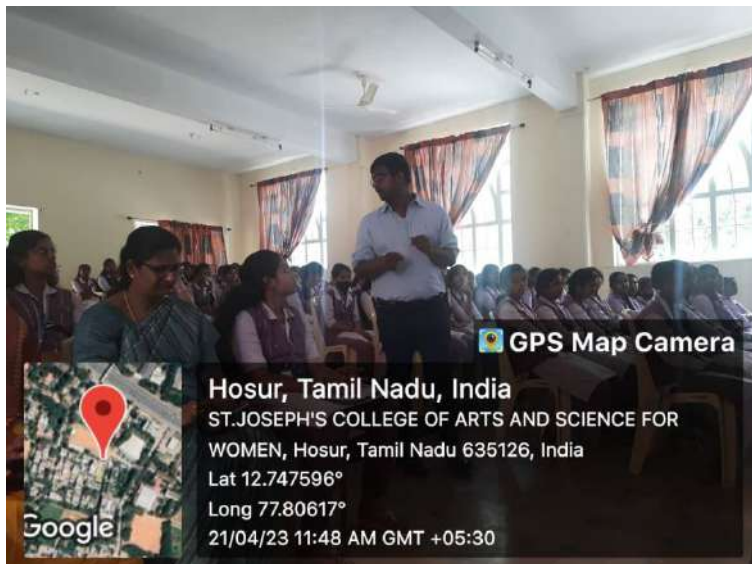 GPS Map Camera
Hosur, Tamil Nadu, India
ST.JOSEPH'S COLLEGE OF ARTS AND SCIENCE FOR
WOMEN, Hosur, Tamil Nadu 635126, India
Lat 12.747596°
Long 77.80617°
21/04/23 11:48 AM GMT +05:30
Google